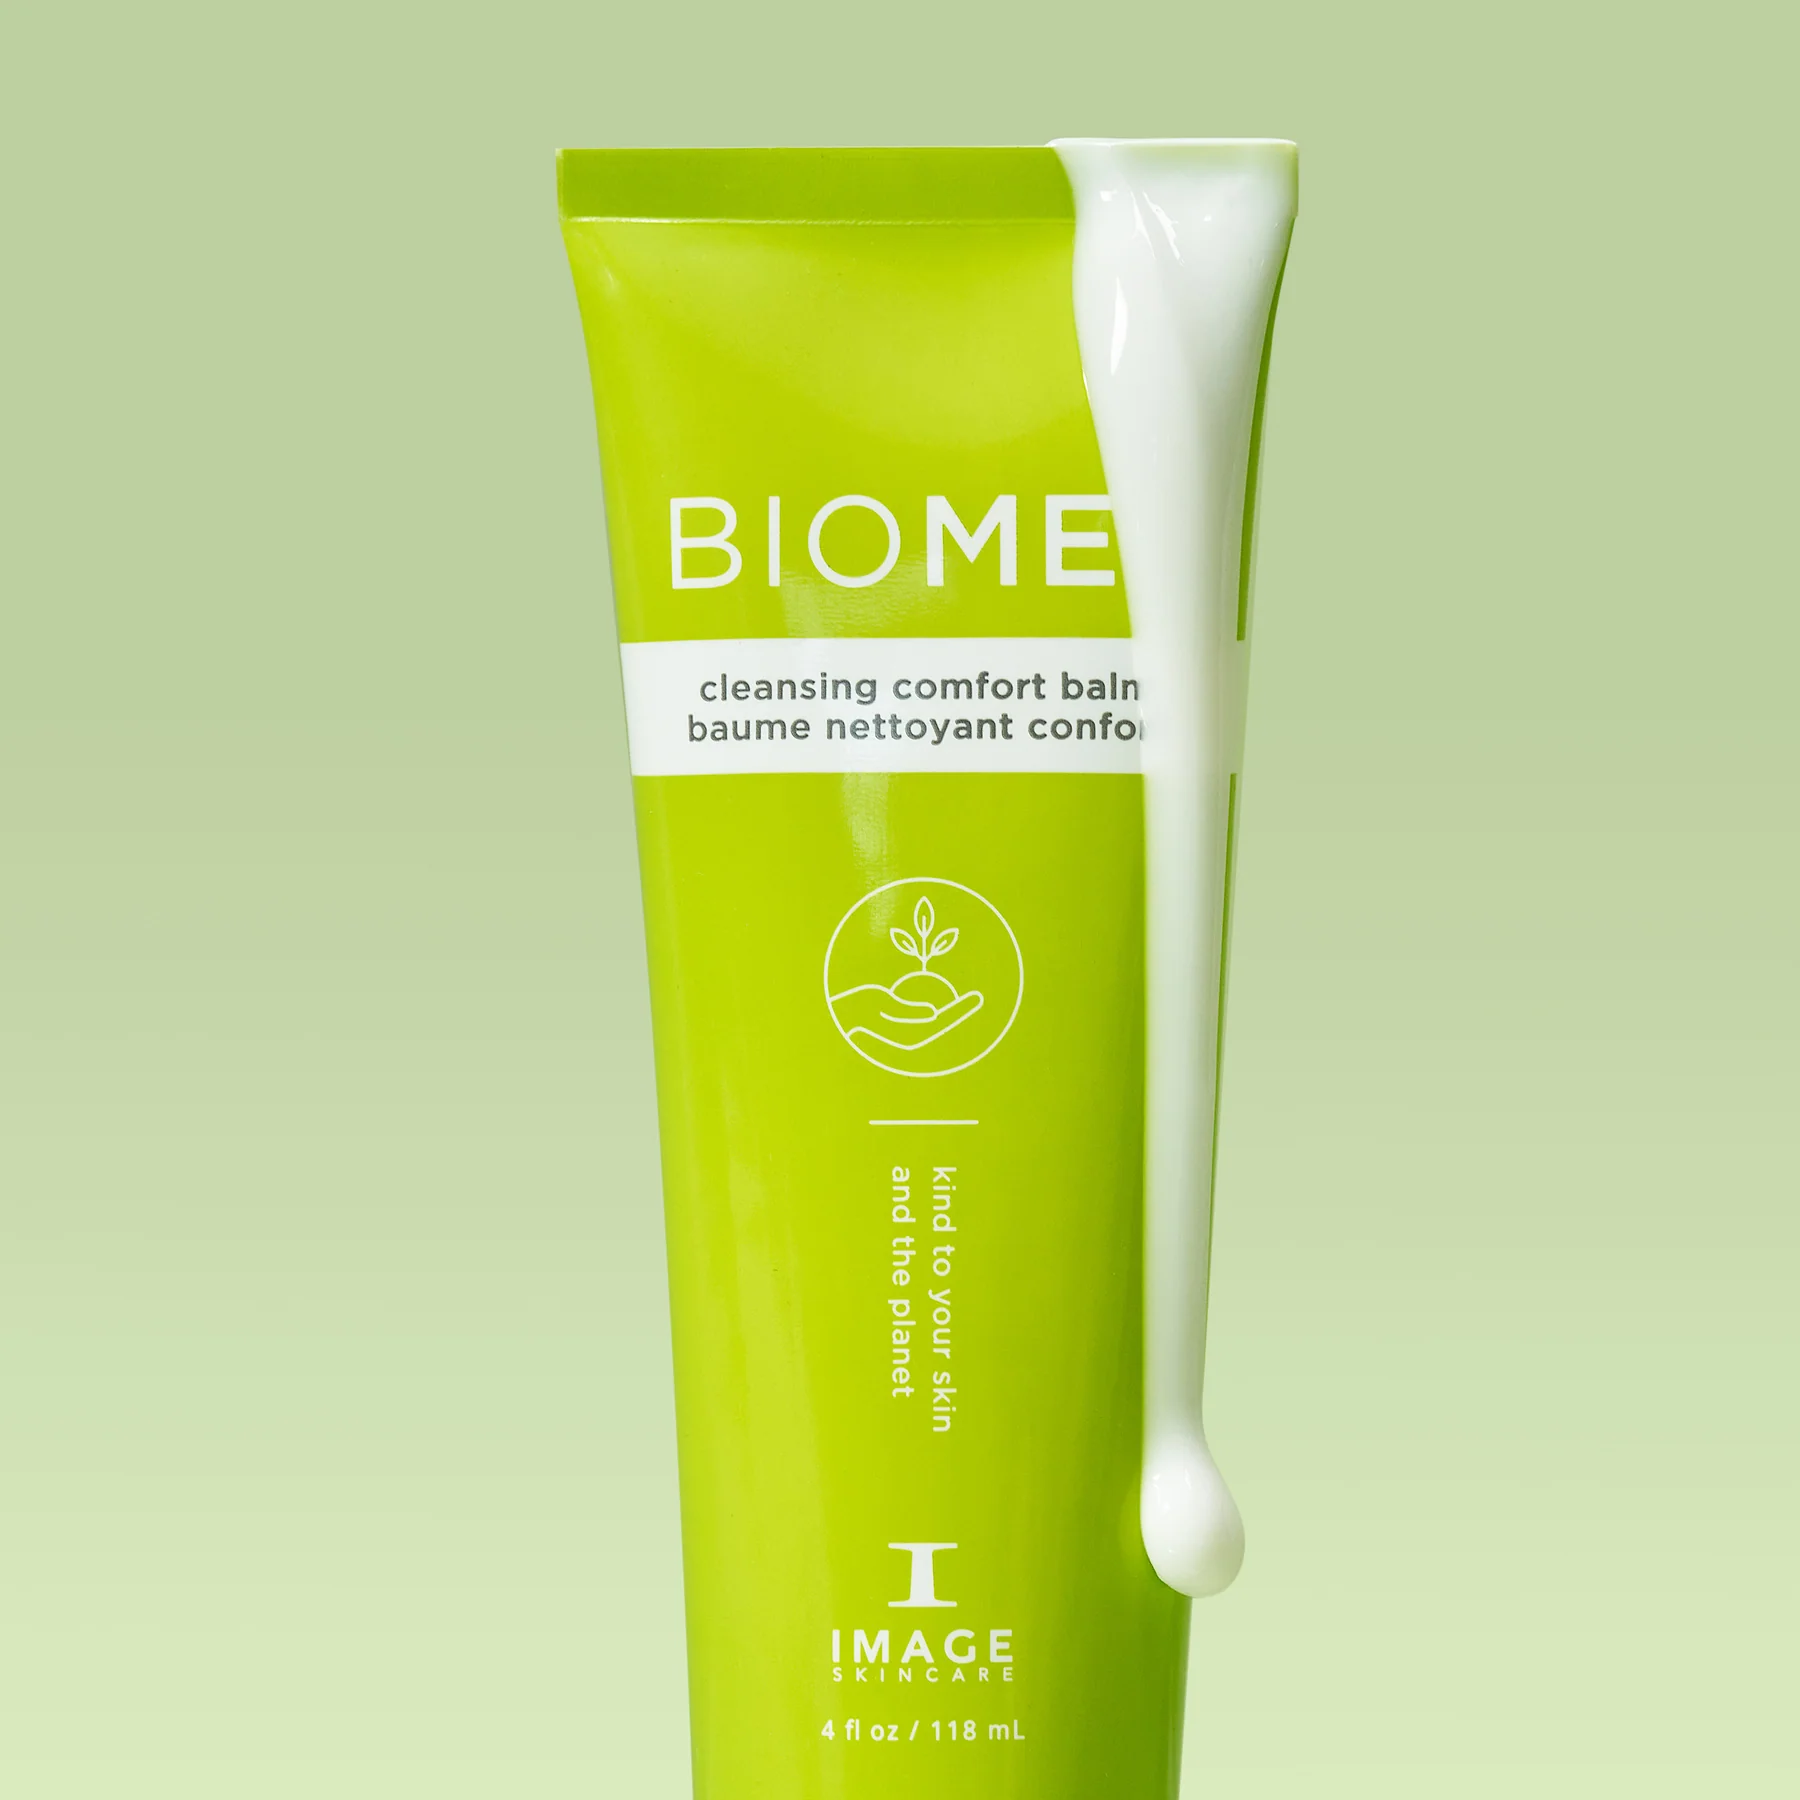 BIOME
cleansing comfort balm
baume nettoyant confor
kind to your skin
and the planet
I
IMAGE
SKINCARE
4 fl oz / 118 mL